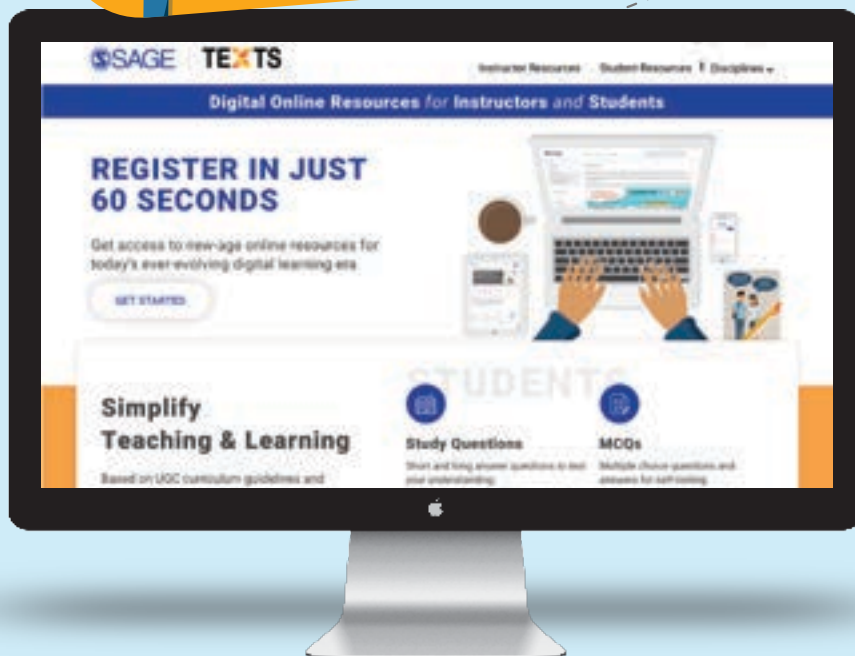 SAGE TEXTS
Instructor Resources Student Resources Disciplines
Digital Online Resources for Instructors and Students
REGISTER IN JUST
60 SECONDS
Get access to new-age online resources for
today's ever-evolving digital learning era
GET STARTED
STUDENTS
Simplify
Teaching & Learning
Based on UGC curriculum guidelines and
Study Questions
Short and long answer questions to test
your understanding
MCQs
Multiple choice questions and
answers for self-testing